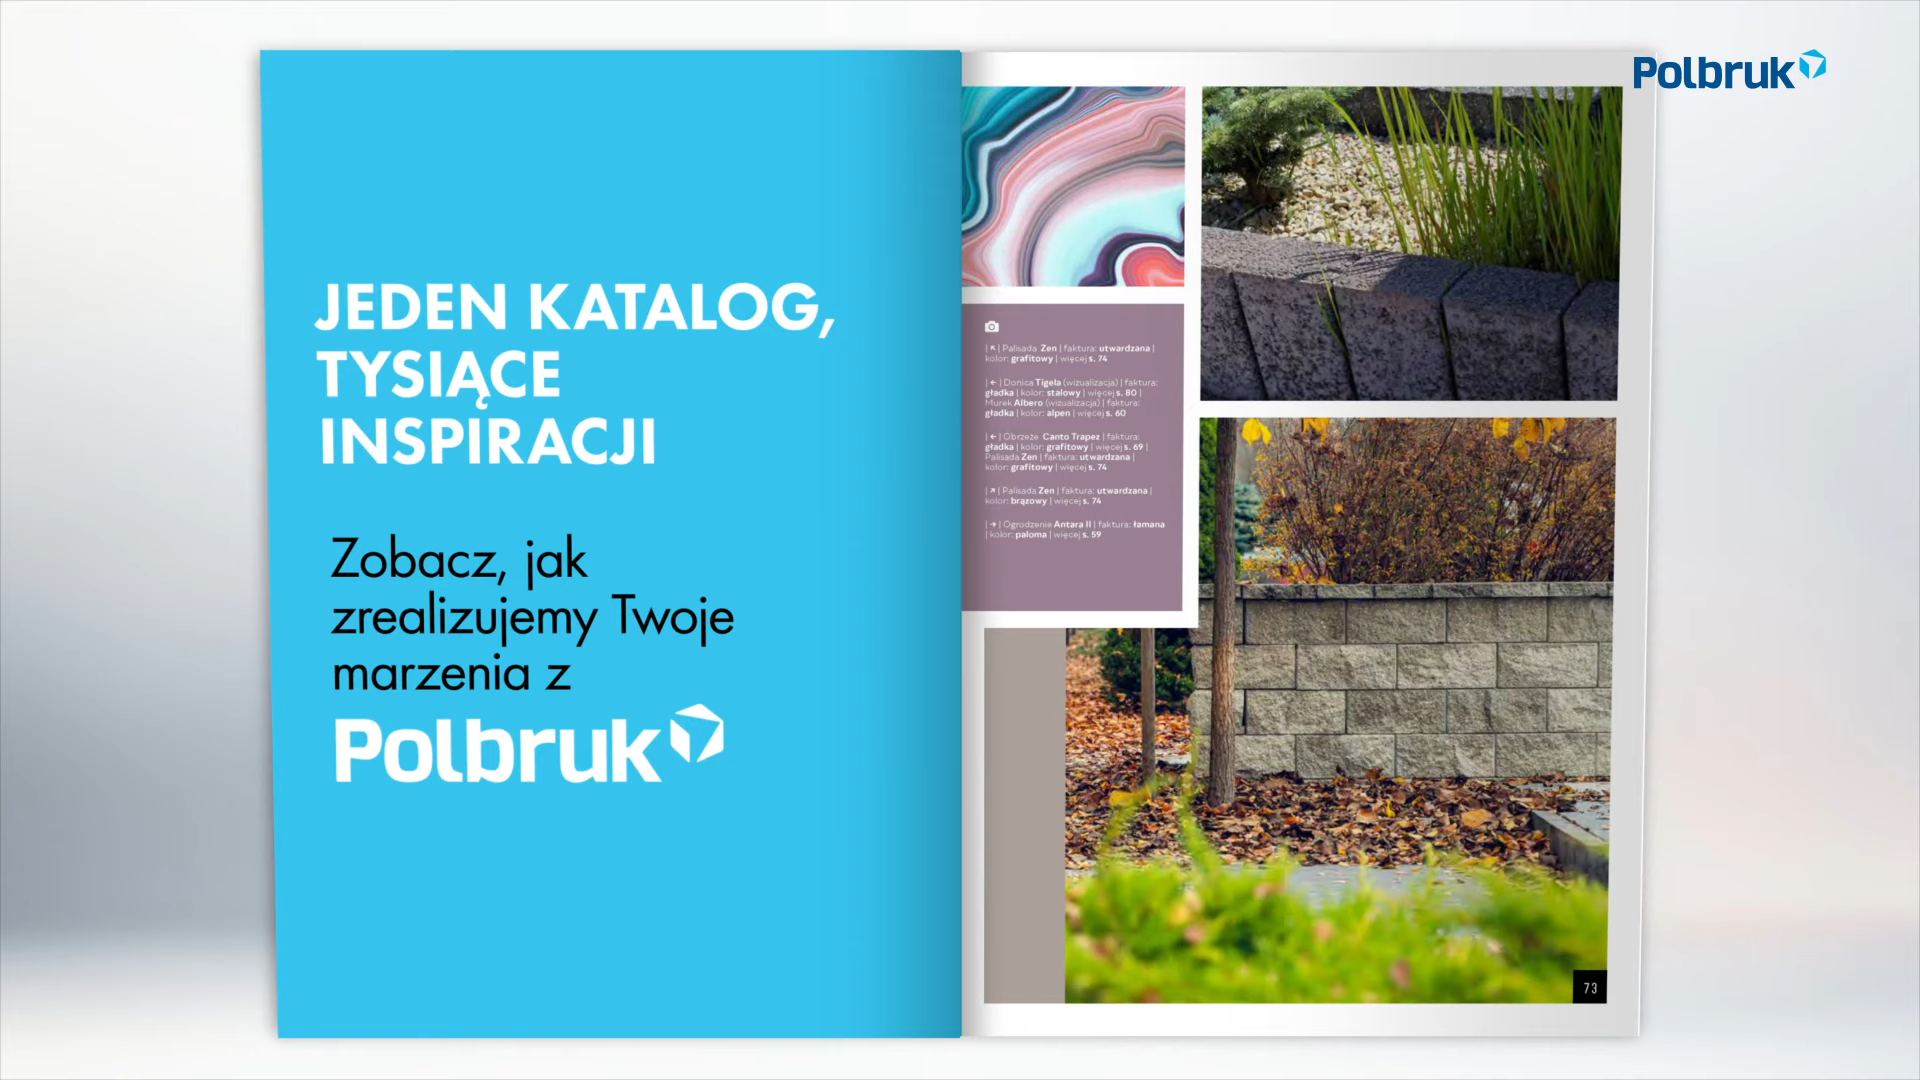 Polbruk
JEDEN KATALOG,
TYSIĄCE
INSPIRACJI
Zobacz, jak
zrealizujemy Twoje
marzenia z
Polbruk
| ↖ | Palisada Zen | faktura: utwardzana |
kolor: grafitowy | więcej s. 74
| ← | Donica Tigela (wizualizacja) | faktura:
gładka | kolor: stalowy | więcej s. 80 |
Murek Albero (wizualizacja) | faktura:
gładka | kolor: alpen | więcej s. 60
| ← | Obrzeże Canto Trapez | faktura:
gładka | kolor: grafitowy | więcej s. 69 |
Palisada Zen | faktura: utwardzana |
kolor: grafitowy | więcej s. 74
| ↗ | Palisada Zen | faktura: utwardzana |
kolor: brązowy | więcej s. 74
| → | Ogrodzenie Antara II | faktura: łamana
| kolor: paloma | więcej s. 59
73